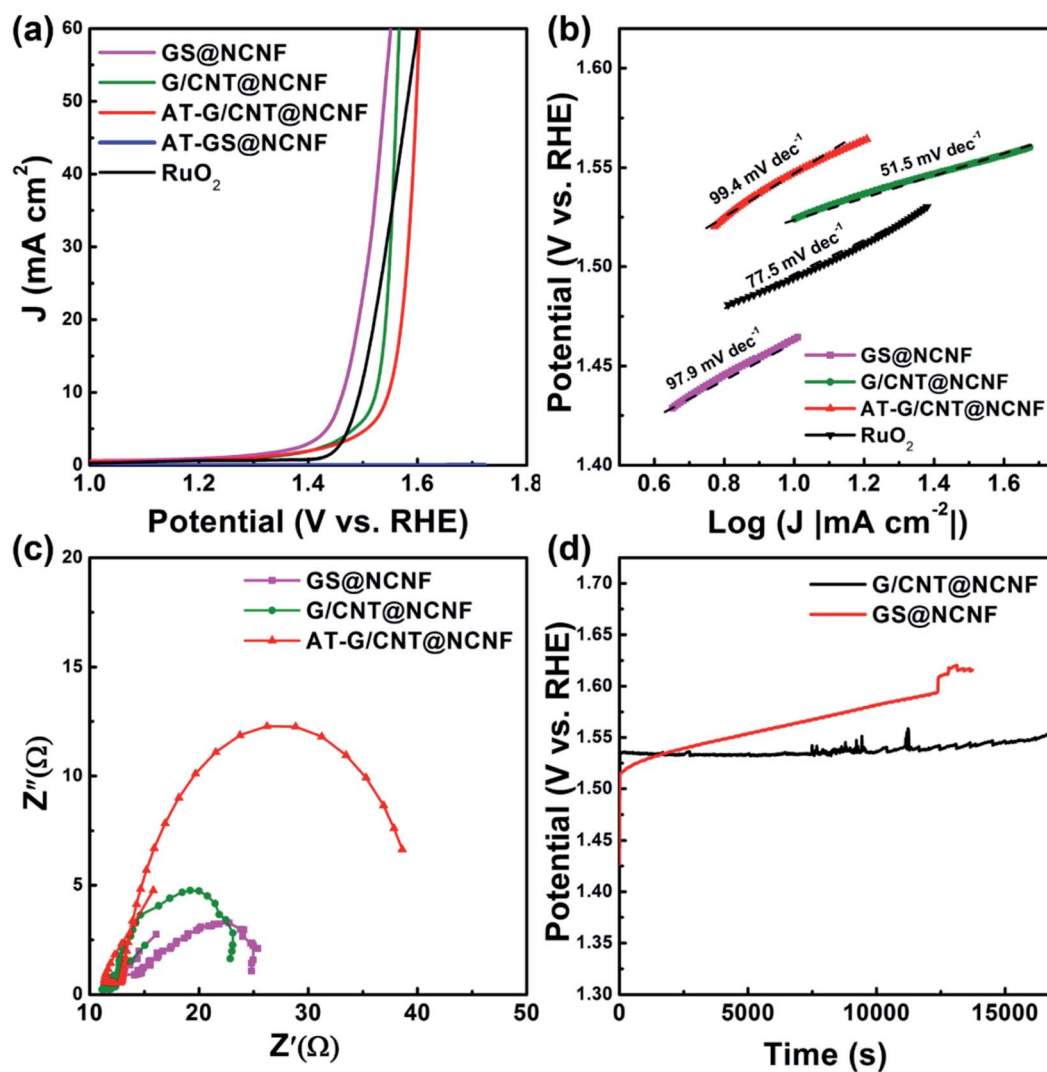 (a)
60
50
40
30
20
10
0
J (mA cm²)
GS@NCNF
G/CNT@NCNF
AT-G/CNT@NCNF
AT-GS@NCNF
RuO₂
1.0 1.2 1.4 1.6 1.8
Potential (V vs. RHE)
(b)
1.60
1.55
1.50
1.45
1.40
Potential (V vs. RHE)
99.4 mV dec⁻¹
51.5 mV dec⁻¹
77.5 mV dec⁻¹
97.9 mV dec⁻¹
GS@NCNF
G/CNT@NCNF
AT-G/CNT@NCNF
RuO₂
0.6 0.8 1.0 1.2 1.4 1.6
Log (J |mA cm⁻²|)
(c)
20
15
10
5
0
Z″(Ω)
GS@NCNF
G/CNT@NCNF
AT-G/CNT@NCNF
10 20 30 40 50
Z′(Ω)
(d)
1.70
1.65
1.60
1.55
1.50
1.45
1.40
1.35
1.30
Potential (V vs. RHE)
G/CNT@NCNF
GS@NCNF
0 5000 10000 15000
Time (s)